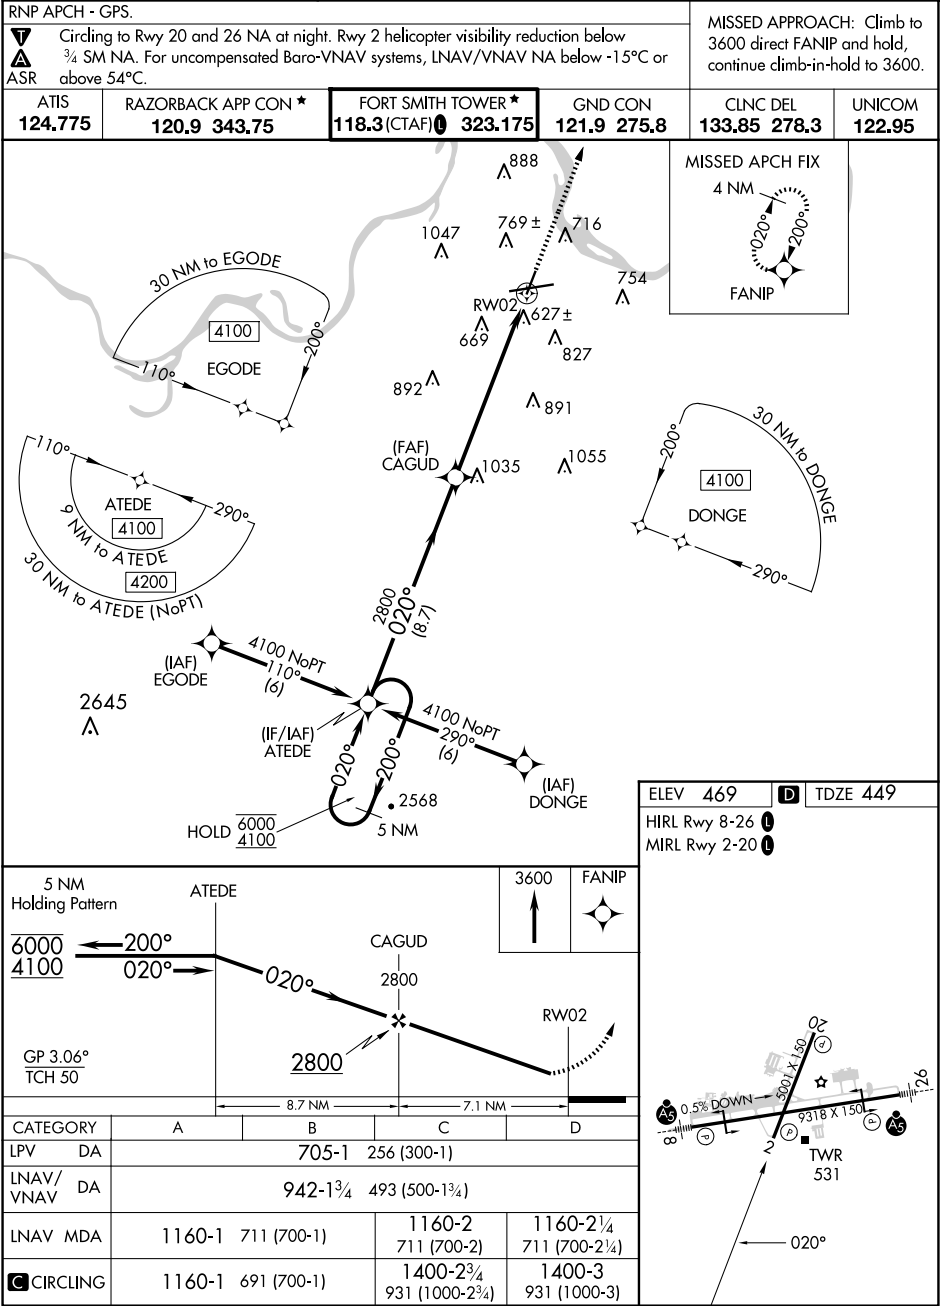 RNP APCH - GPS.
T
A
ASR
Circling to Rwy 20 and 26 NA at night. Rwy 2 helicopter visibility reduction below
¾ SM NA. For uncompensated Baro-VNAV systems, LNAV/VNAV NA below -15°C or
above 54°C.
MISSED APPROACH: Climb to
3600 direct FANIP and hold,
continue climb-in-hold to 3600.
ATIS
124.775
RAZORBACK APP CON ★
120.9 343.75
FORT SMITH TOWER ★
118.3 (CTAF) L 323.175
GND CON
121.9 275.8
CLNC DEL
133.85 278.3
UNICOM
122.95
888
769 ±
716
1047
754
RW02
627 ±
669
827
892
891
1035
1055
MISSED APCH FIX
4 NM
020°
200°
FANIP
30 NM to EGODE
4100
EGODE
110°
200°
110°
ATEDE
4100
290°
9 NM to ATEDE
4200
30 NM to ATEDE (NoPT)
30 NM to DONGE
200°
4100
DONGE
290°
(FAF)
CAGUD
2800
020°
(8.7)
(IAF)
EGODE
4100 NoPT
110°
(6)
2645
(IF/IAF)
ATEDE
4100 NoPT
290°
(6)
(IAF)
DONGE
020°
200°
2568
5 NM
HOLD 6000
4100
ELEV 469
D
TDZE 449
HIRL Rwy 8-26 L
MIRL Rwy 2-20 L
20
P
5001 X 150
26
A5
0.5% DOWN
9318 X 150
P
A5
8
P
P
2
TWR
531
020°
5 NM
Holding Pattern
ATEDE
3600
FANIP
6000
4100
200°
020°
020°
CAGUD
2800
2800
RW02
GP 3.06°
TCH 50
8.7 NM
7.1 NM
CATEGORY A B C D
LPV DA 705-1 256 (300-1)
LNAV/
VNAV DA 942-1¾ 493 (500-1¾)
LNAV MDA 1160-1 711 (700-1)
1160-2
711 (700-2)
1160-2¼
711 (700-2¼)
C CIRCLING 1160-1 691 (700-1)
1400-2¾
931 (1000-2¾)
1400-3
931 (1000-3)